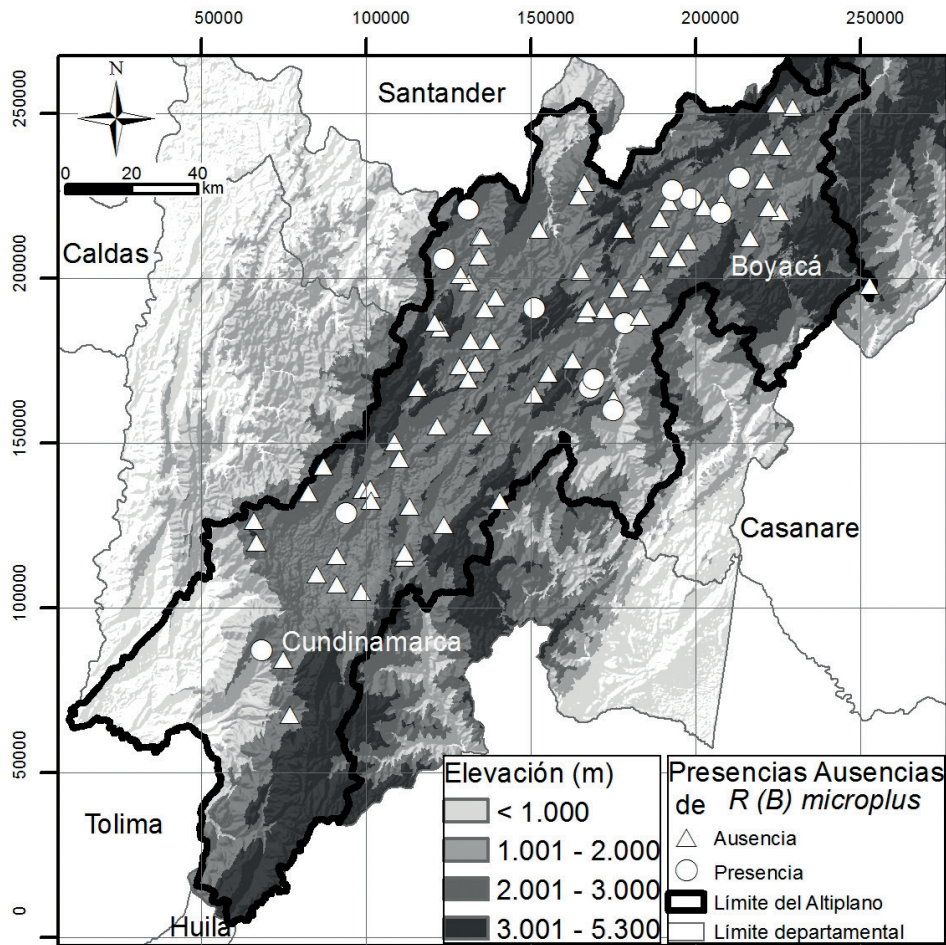 50000 100000 150000 200000 250000
250000
200000
150000
100000
50000
0
N
0 20 40
km
Santander
Caldas
Boyacá
Casanare
Cundinamarca
Tolima
Huila
Elevación (m)
< 1.000
1.001 - 2.000
2.001 - 3.000
3.001 - 5.300
Presencias Ausencias
de R (B) microplus
Ausencia
Presencia
Límite del Altiplano
Límite departamental